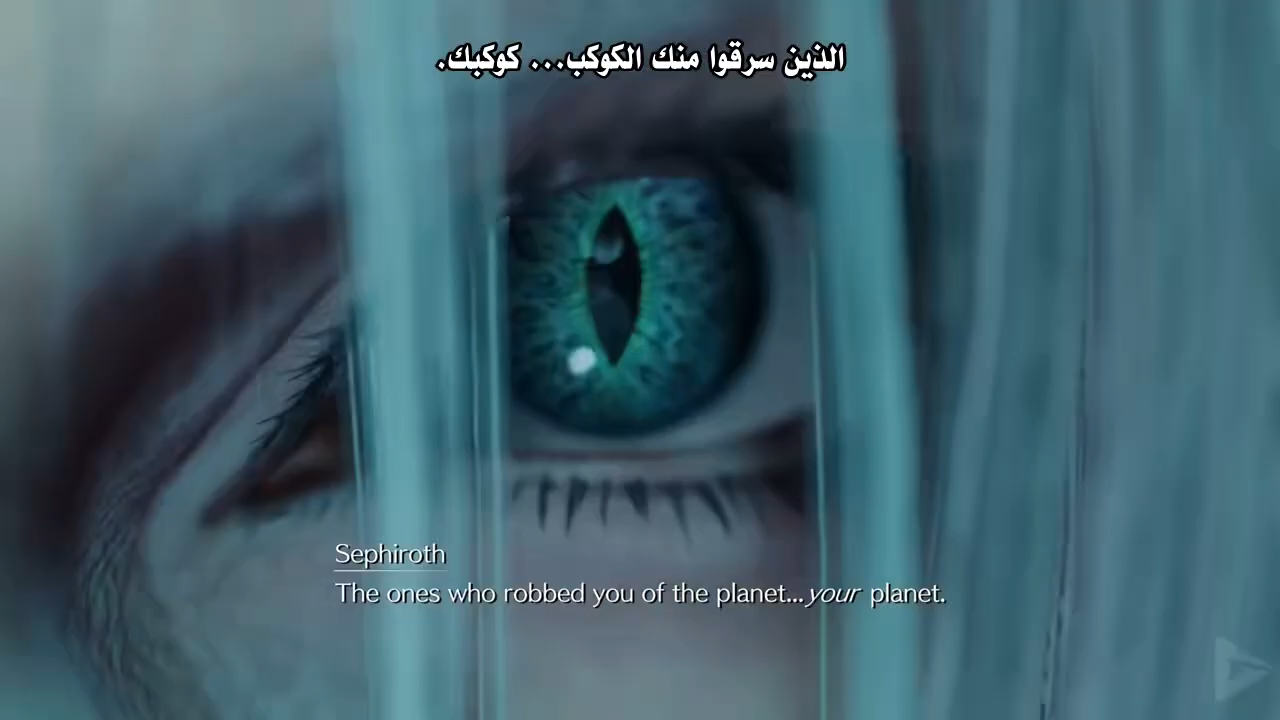 الذين سرقوا منك الكوكب... كوكبك.
Sephiroth
The ones who robbed you of the planet...your planet.